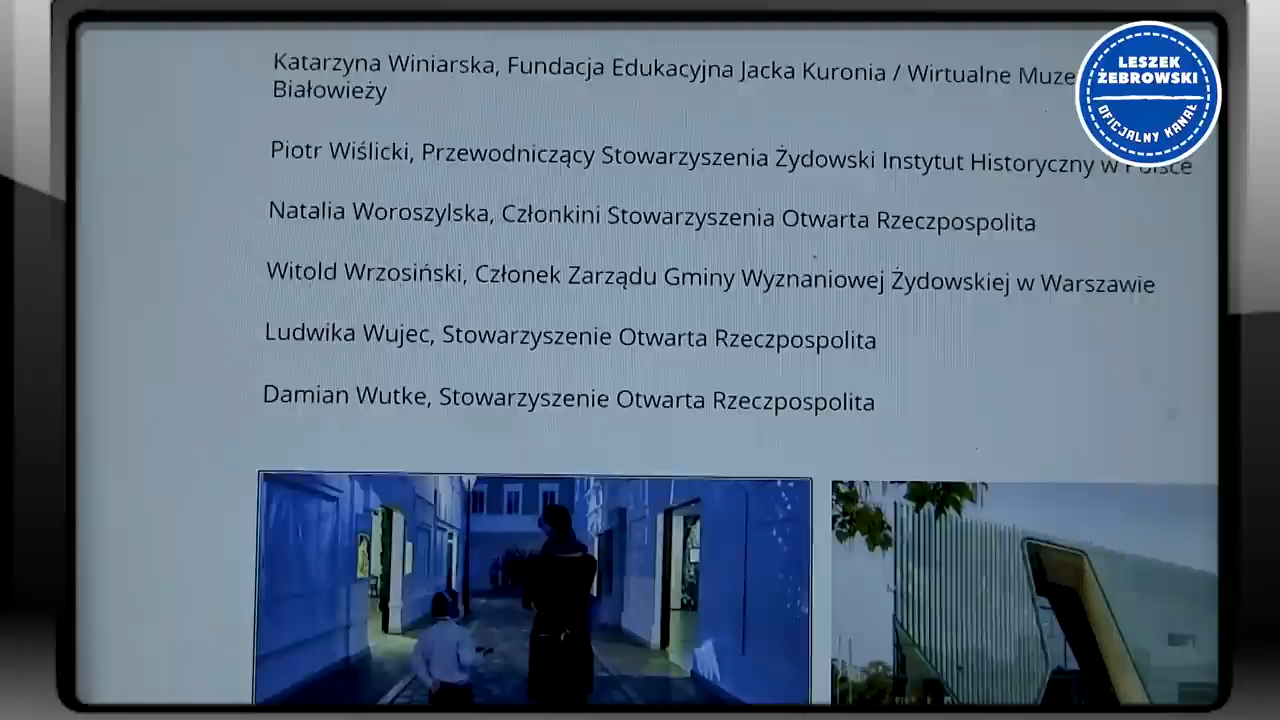 Katarzyna Winiarska, Fundacja Edukacyjna Jacka Kuronia / Wirtualne
Białowieży
Piotr Wiślicki, Przewodniczący Stowarzyszenia Żydowski Instytut Historyczny w Polsce
Natalia Woroszylska, Członkini Stowarzyszenia Otwarta Rzeczpospolita
Witold Wrzosiński, Członek Zarządu Gminy Wyznaniowej Żydowskiej w Warszawie
Ludwika Wujec, Stowarzyszenie Otwarta Rzeczpospolita
Damian Wutke, Stowarzyszenie Otwarta Rzeczpospolita
LESZEK
ŻEBROWSKI
OFICJALNY KANAŁ